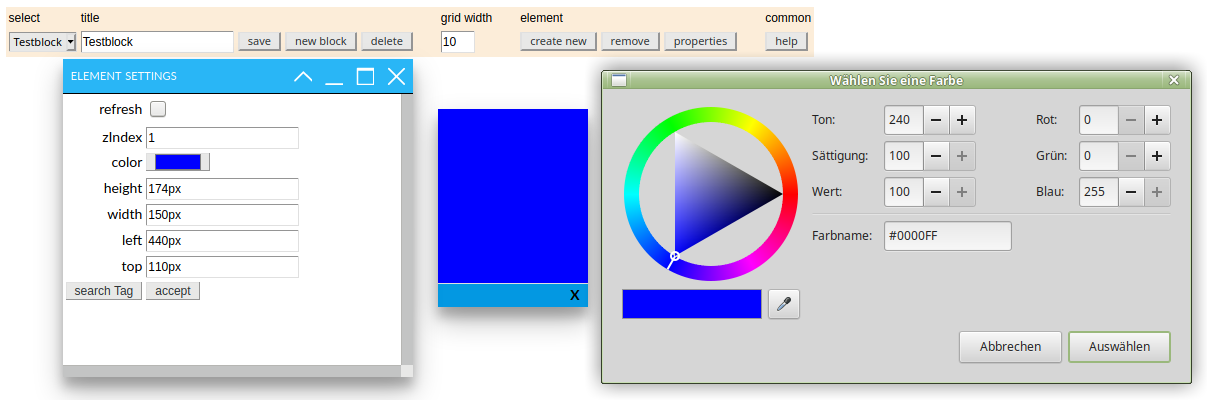 select title grid width element common
Testblock Testblock save new block delete 10 create new remove properties help
ELEMENT SETTINGS
refresh
zIndex 1
color
height 174px
width 150px
left 440px
top 110px
search Tag accept
X
Wählen Sie eine Farbe
Ton: 240 Rot: 0
Sättigung: 100 Grün: 0
Wert: 100 Blau: 255
Farbname: #0000FF
Abbrechen Auswählen